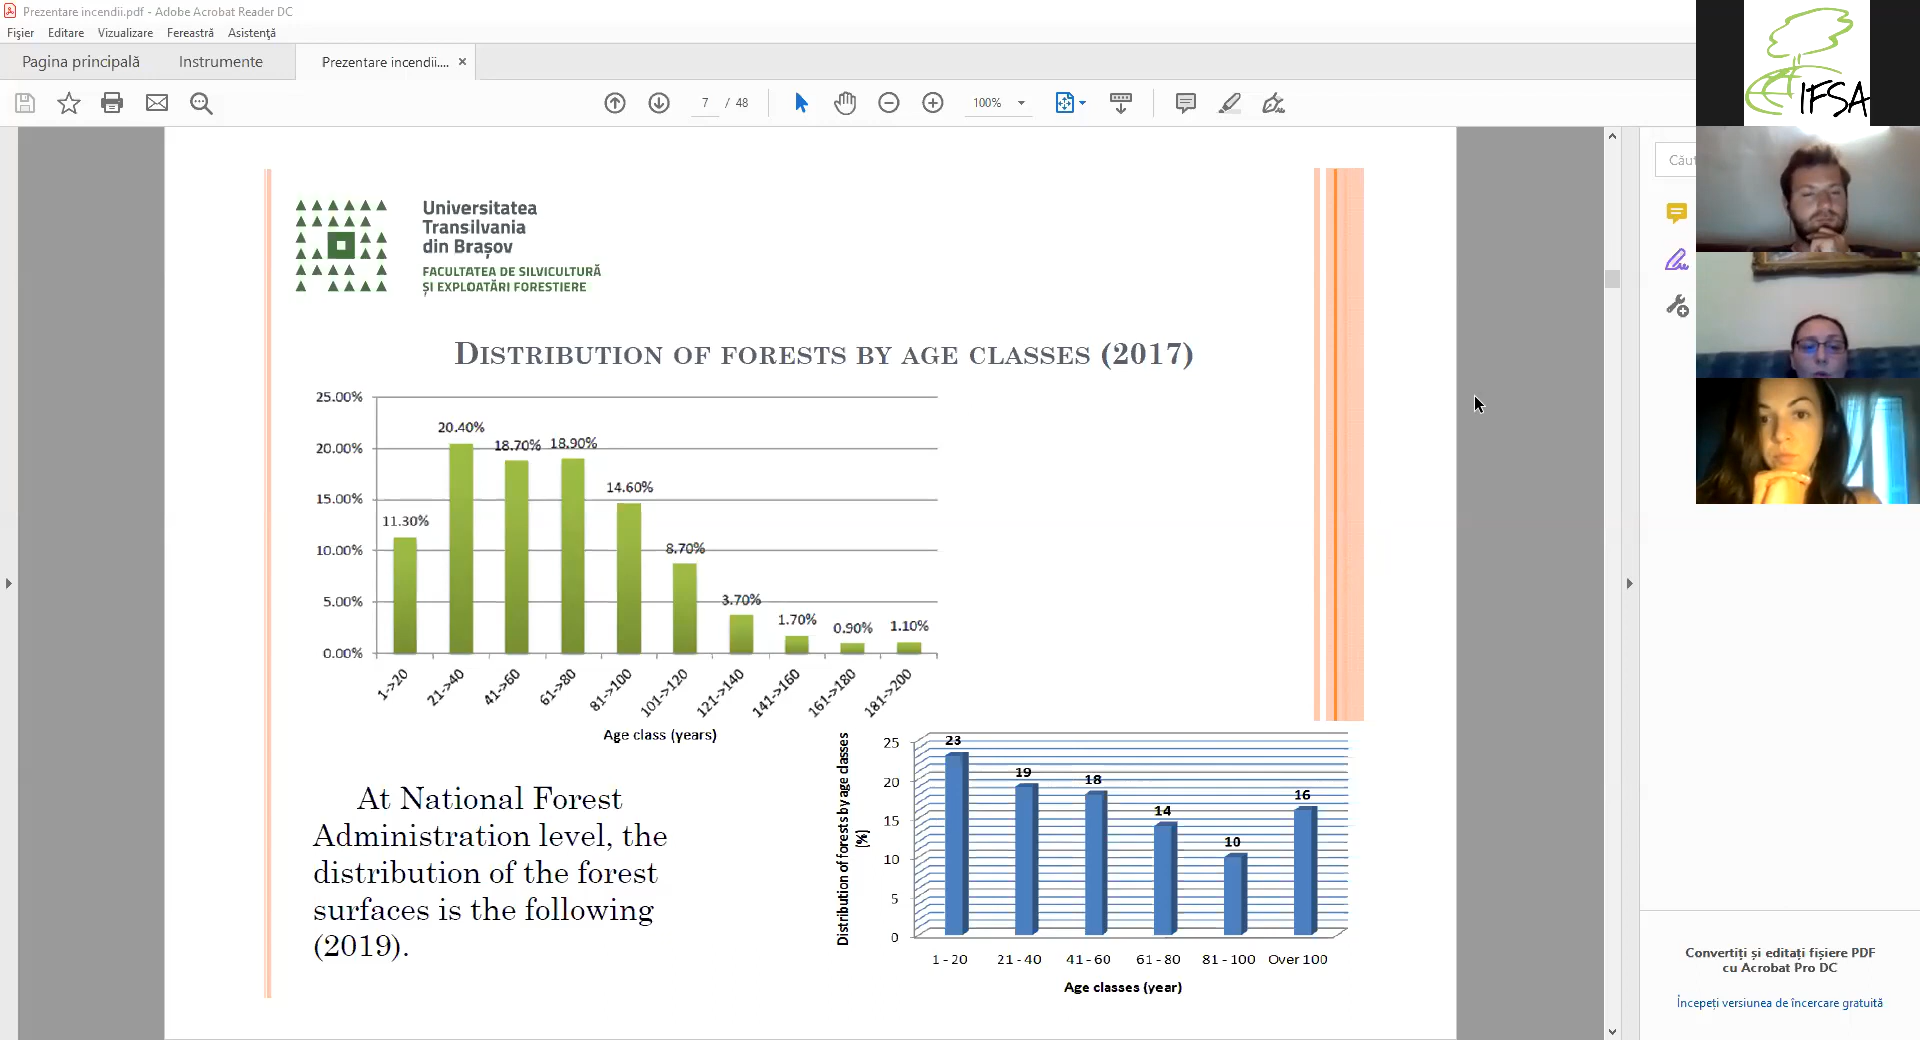 Prezentare incendii.pdf - Adobe Acrobat Reader DC
Fișier Editare Vizualizare Fereastră Asistență
Pagina principală Instrumente Prezentare incendii.... ×
7 / 48 100%
IFSA
Universitatea
Transilvania
din Brașov
FACULTATEA DE SILVICULTURĂ
ȘI EXPLOATĂRI FORESTIERE
DISTRIBUTION OF FORESTS BY AGE CLASSES (2017)
25.00%
20.00%
15.00%
10.00%
5.00%
0.00%
11.30%
20.40%
18.70%
18.90%
14.60%
8.70%
3.70%
1.70%
0.90%
1.10%
1->20
21->40
41->60
61->80
81->100
101->120
121->140
141->160
161->180
181->200
Age class (years)
At National Forest
Administration level, the
distribution of the forest
surfaces is the following
(2019).
Distribution of forests by age classes
(%)
25
20
15
10
5
0
23
19
18
14
10
16
1 - 20
21 - 40
41 - 60
61 - 80
81 - 100
Over 100
Age classes (year)
Convertiți și editați fișiere PDF
cu Acrobat Pro DC
Începeți versiunea de încercare gratuită